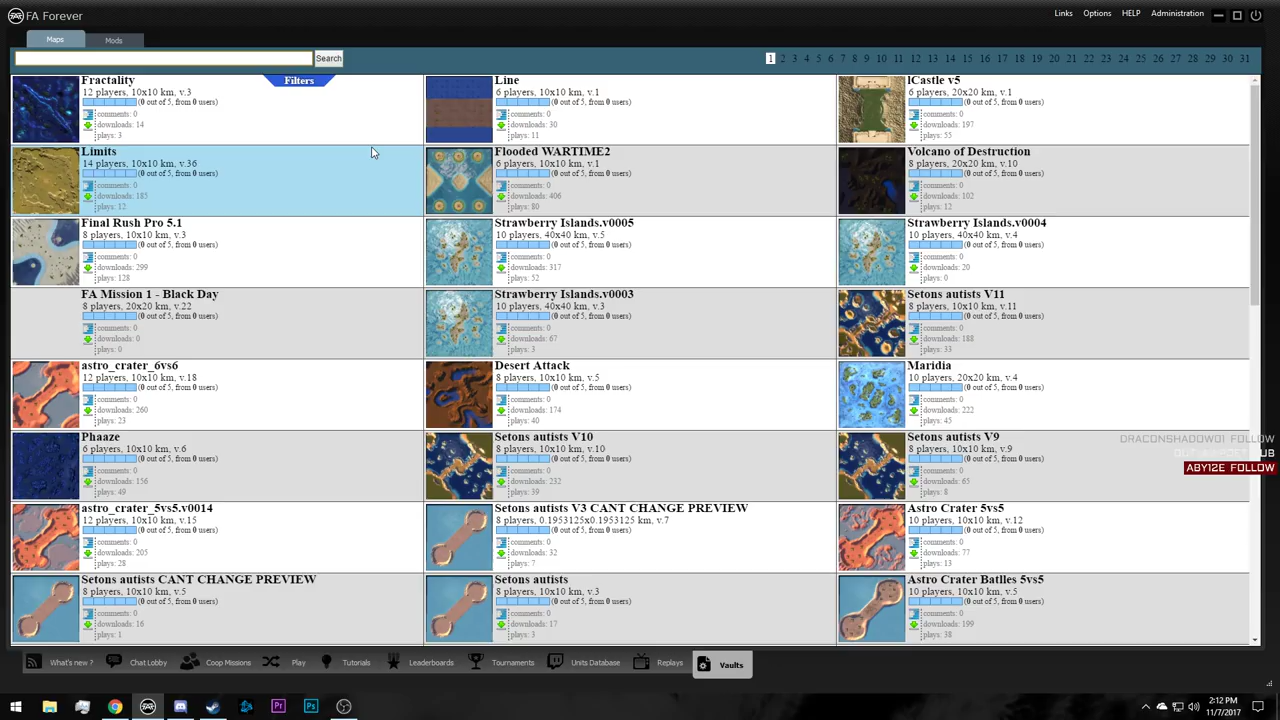 FA Forever
Links Options HELP Administration
Maps Mods
Search
1 2 3 4 5 6 7 8 9 10 11 12 13 14 15 16 17 18 19 20 21 22 23 24 25 26 27 28 29 30 31
Filters
Fractality
12 players, 10x10 km, v.3
(0 out of 5, from 0 users)
comments: 0
downloads: 14
plays: 3
Line
6 players, 10x10 km, v.1
(0 out of 5, from 0 users)
comments: 0
downloads: 30
plays: 11
lCastle v5
6 players, 20x20 km, v.1
(0 out of 5, from 0 users)
comments: 0
downloads: 197
plays: 55
Limits
14 players, 10x10 km, v.36
(0 out of 5, from 0 users)
comments: 0
downloads: 185
plays: 12
Flooded WARTIME2
6 players, 10x10 km, v.1
(0 out of 5, from 0 users)
comments: 0
downloads: 406
plays: 80
Volcano of Destruction
8 players, 20x20 km, v.10
(0 out of 5, from 0 users)
comments: 0
downloads: 102
plays: 12
Final Rush Pro 5.1
8 players, 10x10 km, v.3
(0 out of 5, from 0 users)
comments: 0
downloads: 299
plays: 128
Strawberry Islands.v0005
10 players, 40x40 km, v.5
(0 out of 5, from 0 users)
comments: 0
downloads: 317
plays: 52
Strawberry Islands.v0004
10 players, 40x40 km, v.4
(0 out of 5, from 0 users)
comments: 0
downloads: 20
plays: 0
FA Mission 1 - Black Day
8 players, 20x20 km, v.22
(0 out of 5, from 0 users)
comments: 0
downloads: 0
plays: 0
Strawberry Islands.v0003
10 players, 40x40 km, v.3
(0 out of 5, from 0 users)
comments: 0
downloads: 67
plays: 3
Setons autists V11
8 players, 10x10 km, v.11
(0 out of 5, from 0 users)
comments: 0
downloads: 188
plays: 33
astro_crater_6vs6
12 players, 10x10 km, v.18
(0 out of 5, from 0 users)
comments: 0
downloads: 260
plays: 23
Desert Attack
8 players, 10x10 km, v.5
(0 out of 5, from 0 users)
comments: 0
downloads: 174
plays: 40
Maridia
10 players, 20x20 km, v.4
(0 out of 5, from 0 users)
comments: 0
downloads: 222
plays: 45
Phaaze
6 players, 10x10 km, v.6
(0 out of 5, from 0 users)
comments: 0
downloads: 156
plays: 49
Setons autists V10
8 players, 10x10 km, v.10
(0 out of 5, from 0 users)
comments: 0
downloads: 232
plays: 39
Setons autists V9
8 players, 10x10 km, v.9
(0 out of 5, from 0 users)
comments: 0
downloads: 65
plays: 8
DRACONSHADOW01 FOLLOW
ABY12E FOLLOW
astro_crater_5vs5.v0014
12 players, 10x10 km, v.15
(0 out of 5, from 0 users)
comments: 0
downloads: 205
plays: 28
Setons autists V3 CANT CHANGE PREVIEW
8 players, 0.1953125x0.1953125 km, v.7
(0 out of 5, from 0 users)
comments: 0
downloads: 32
plays: 7
Astro Crater 5vs5
10 players, 10x10 km, v.12
(0 out of 5, from 0 users)
comments: 0
downloads: 77
plays: 13
Setons autists CANT CHANGE PREVIEW
8 players, 10x10 km, v.5
(0 out of 5, from 0 users)
comments: 0
downloads: 16
plays: 1
Setons autists
8 players, 10x10 km, v.3
(0 out of 5, from 0 users)
comments: 0
downloads: 17
plays: 3
Astro Crater Batlles 5vs5
10 players, 10x10 km, v.5
(0 out of 5, from 0 users)
comments: 0
downloads: 199
plays: 38
What's new ? Chat Lobby Coop Missions Play Tutorials Leaderboards Tournaments Units Database Replays Vaults
2:12 PM
11/7/2017